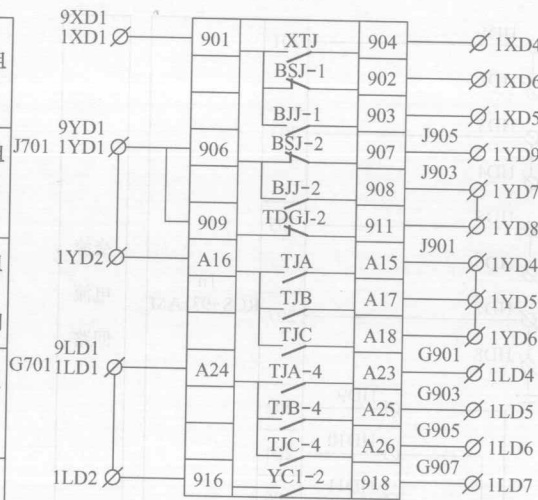 9XD1
1XD1 901 XTJ 904 1XD4
BSJ-1 902 1XD6
BJJ-1 903 1XD5
9YD1 J905
J701 1YD1 906 BSJ-2 907 1YD9
J903
BJJ-2 908 1YD7
909 TDGJ-2 911 1YD8
J901
1YD2 A16 TJA A15 1YD4
TJB A17 1YD5
TJC A18 1YD6
9LD1 G901
G701 1LD1 A24 TJA-4 A23 1LD4
G903
TJB-4 A25 1LD5
G905
TJC-4 A26 1LD6
G907
1LD2 916 YC1-2 918 1LD7